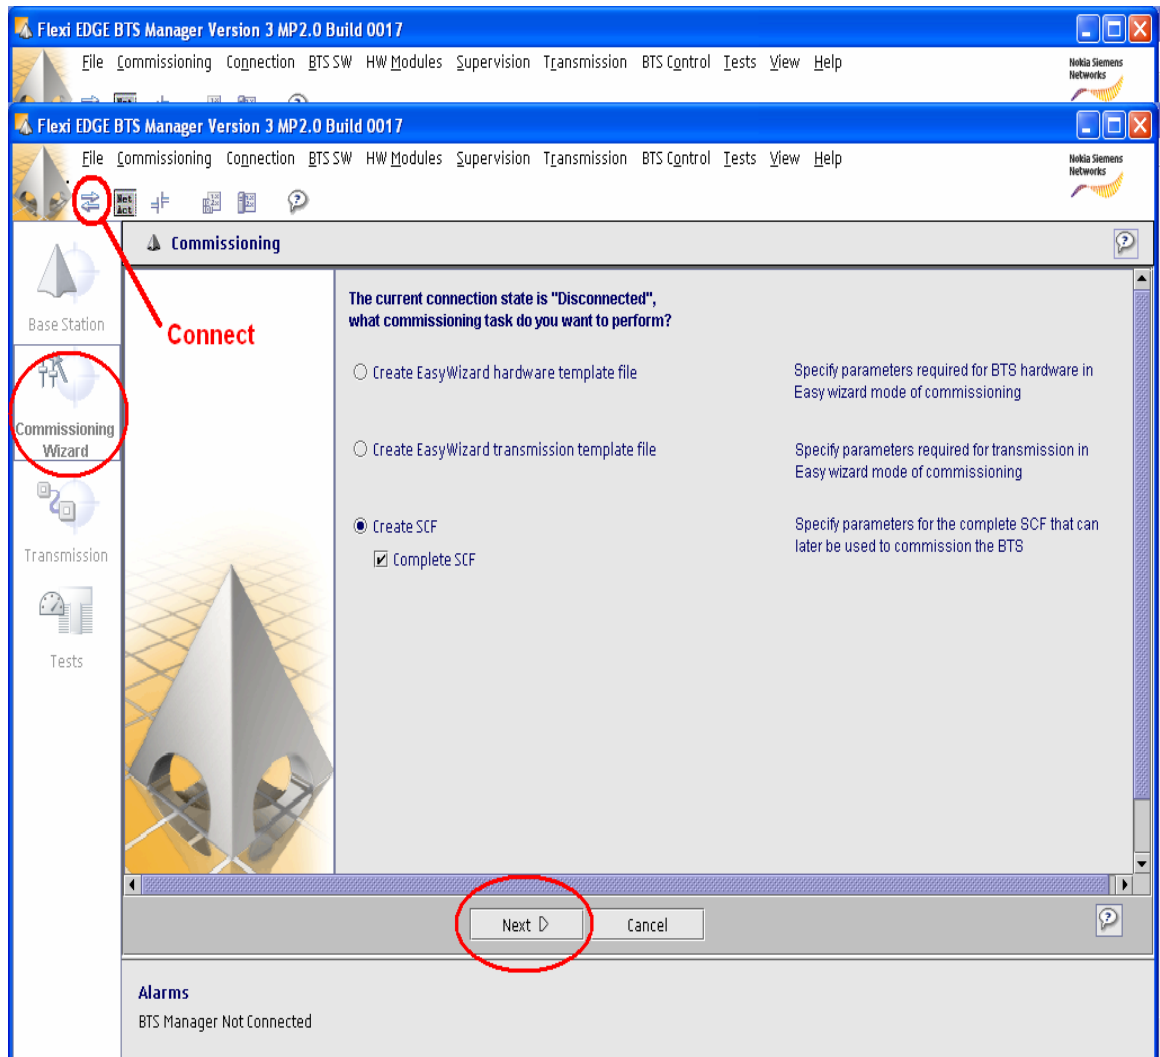 Flexi EDGE BTS Manager Version 3 MP2.0 Build 0017
File Commissioning Connection BTS SW HW Modules Supervision Transmission BTS Control Tests View Help
Nokia Siemens
Networks
Flexi EDGE BTS Manager Version 3 MP2.0 Build 0017
File Commissioning Connection BTS SW HW Modules Supervision Transmission BTS Control Tests View Help
Nokia Siemens
Networks
Net
Act
Commissioning
Base Station
Connect
Commissioning
Wizard
Transmission
Tests
The current connection state is "Disconnected",
what commissioning task do you want to perform?
Create EasyWizard hardware template file
Specify parameters required for BTS hardware in
Easy wizard mode of commissioning
Create EasyWizard transmission template file
Specify parameters required for transmission in
Easy wizard mode of commissioning
Create SCF
Specify parameters for the complete SCF that can
later be used to commission the BTS
Complete SCF
Next
Cancel
Alarms
BTS Manager Not Connected